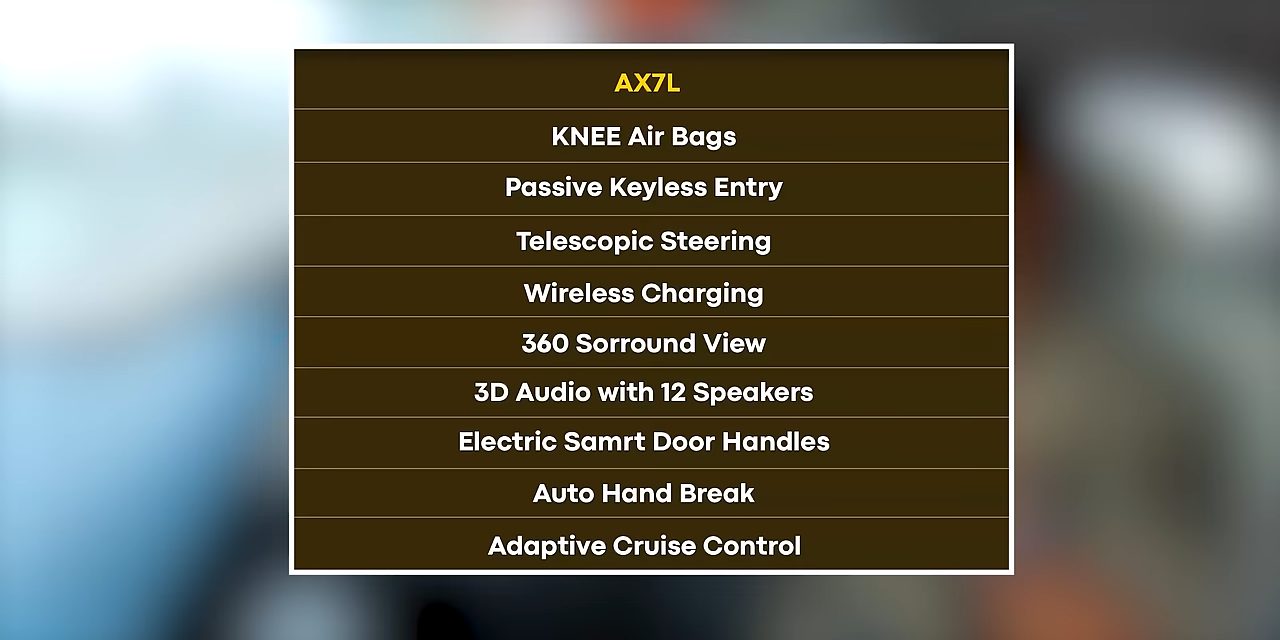 AX7L
KNEE Air Bags
Passive Keyless Entry
Telescopic Steering
Wireless Charging
360 Sorround View
3D Audio with 12 Speakers
Electric Samrt Door Handles
Auto Hand Break
Adaptive Cruise Control